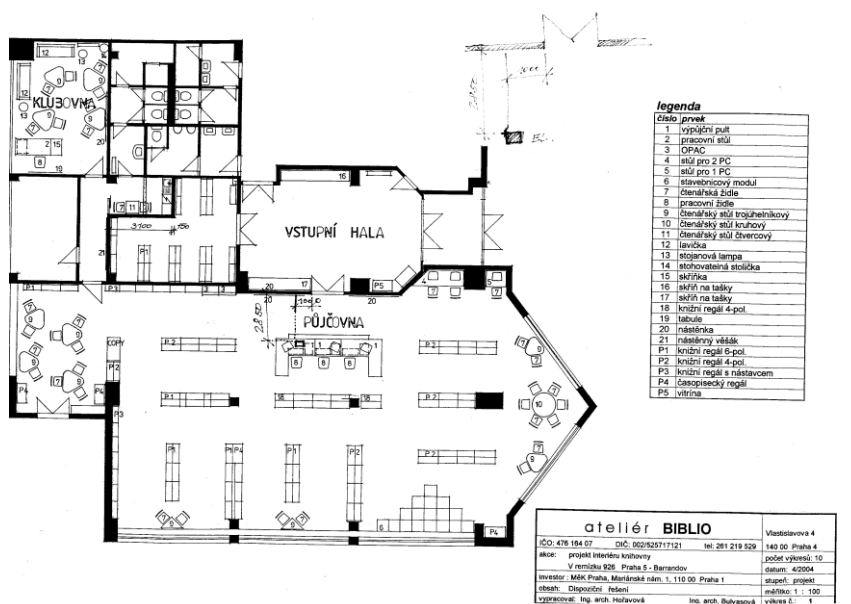 KLUBOVNA
VSTUPNÍ HALA
PŮJČOVNA
COPY
legenda
číslo prvek
1 výpůjční pult
2 pracovní stůl
3 OPAC
4 stůl pro 2 PC
5 stůl pro 1 PC
6 stavebnicový modul
7 čtenářská židle
8 pracovní židle
9 čtenářský stůl trojúhelníkový
10 čtenářský stůl kruhový
11 čtenářský stůl čtvercový
12 lavička
13 stojanová lampa
14 stohovatelná stolička
15 skříňka
16 skříň na tašky
17 skříň na tašky
18 knižní regál 4-pol.
19 tabule
20 nástěnka
21 nástěnný věšák
P1 knižní regál 6-pol.
P2 knižní regál 4-pol.
P3 knižní regál s nástavcem
P4 časopisecký regál
P5 vitrína
ateliér BIBLIO
Vlastislavova 4
IČO: 476 164 07 DIČ: 002/525717121 tel: 261 219 529
140 00 Praha 4
akce: projekt interiéru knihovny
počet výkresů: 10
V remízku 926 Praha 5 - Barrandov
datum: 4/2004
investor : MěK Praha, Mariánské nám. 1, 110 00 Praha 1
stupeň: projekt
obsah: Dispoziční řešení
měřítko: 1 : 100
vypracoval: Ing. arch. Hořavová Ing. arch. Bulvasová
výkres č.: 1